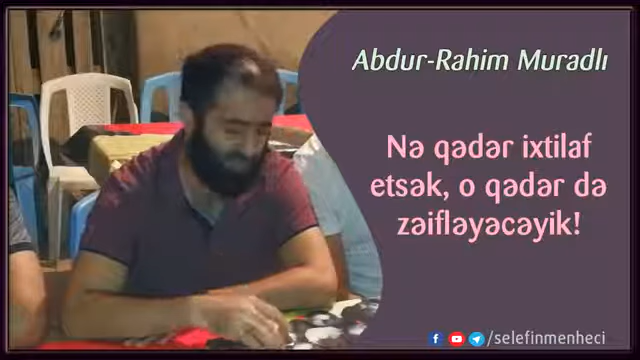 Abdur-Rahim Muradlı
Nə qədər ixtilaf
etsək, o qədər də
zəifləyəcəyik!
/selefinmenheci